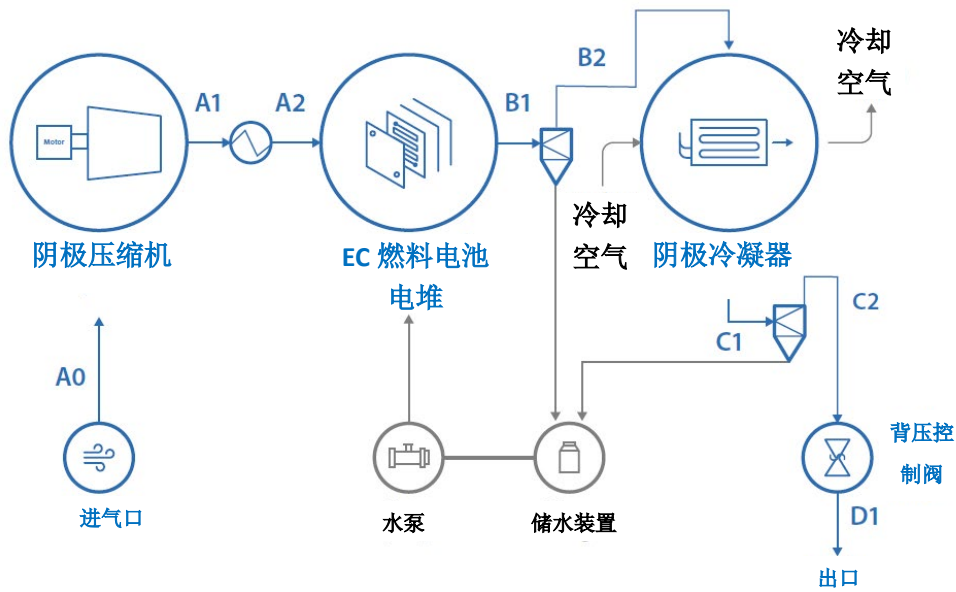 冷却
空气
B2
A1
A2
B1
Motor
冷却
空气
阴极压缩机
EC 燃料电池
电堆
阴极冷凝器
C2
C1
A0
背压控
制阀
进气口
水泵
储水装置
D1
出口